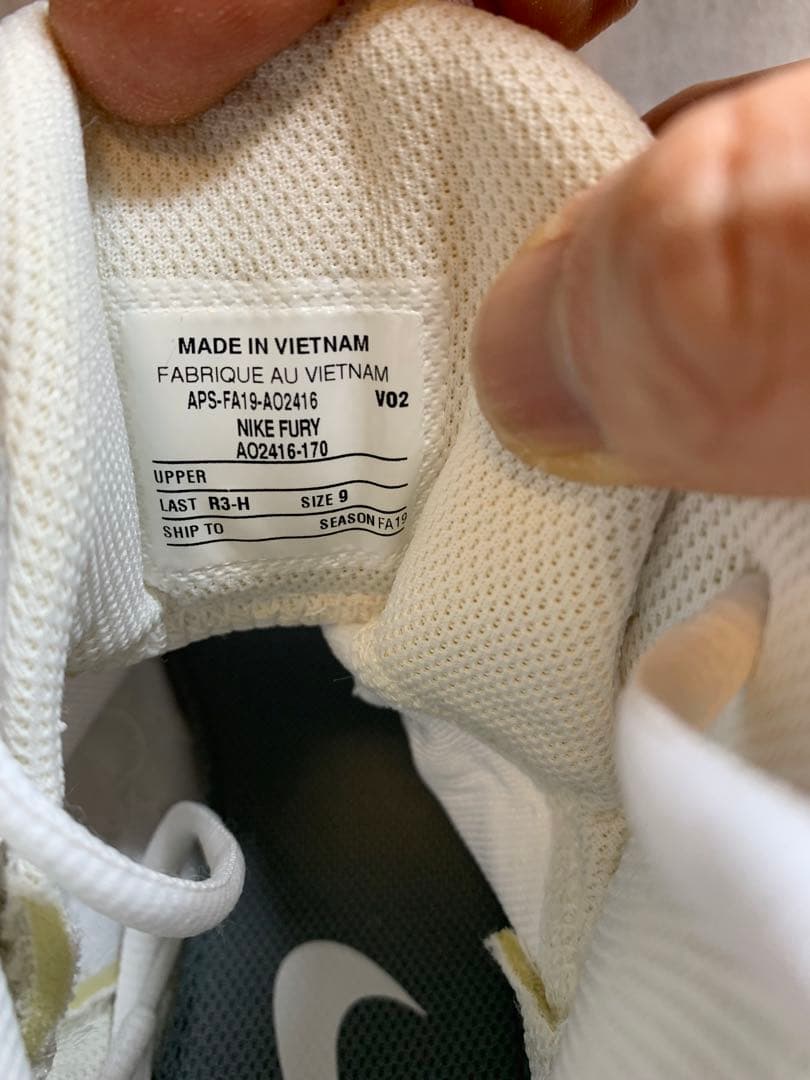 MADE IN VIETNAM
FABRIQUE AU VIETNAM
APS-FA19-AO2416 V02
NIKE FURY
AO2416-170
UPPER
LAST R3-H SIZE 9
SHIP TO SEASON FA19